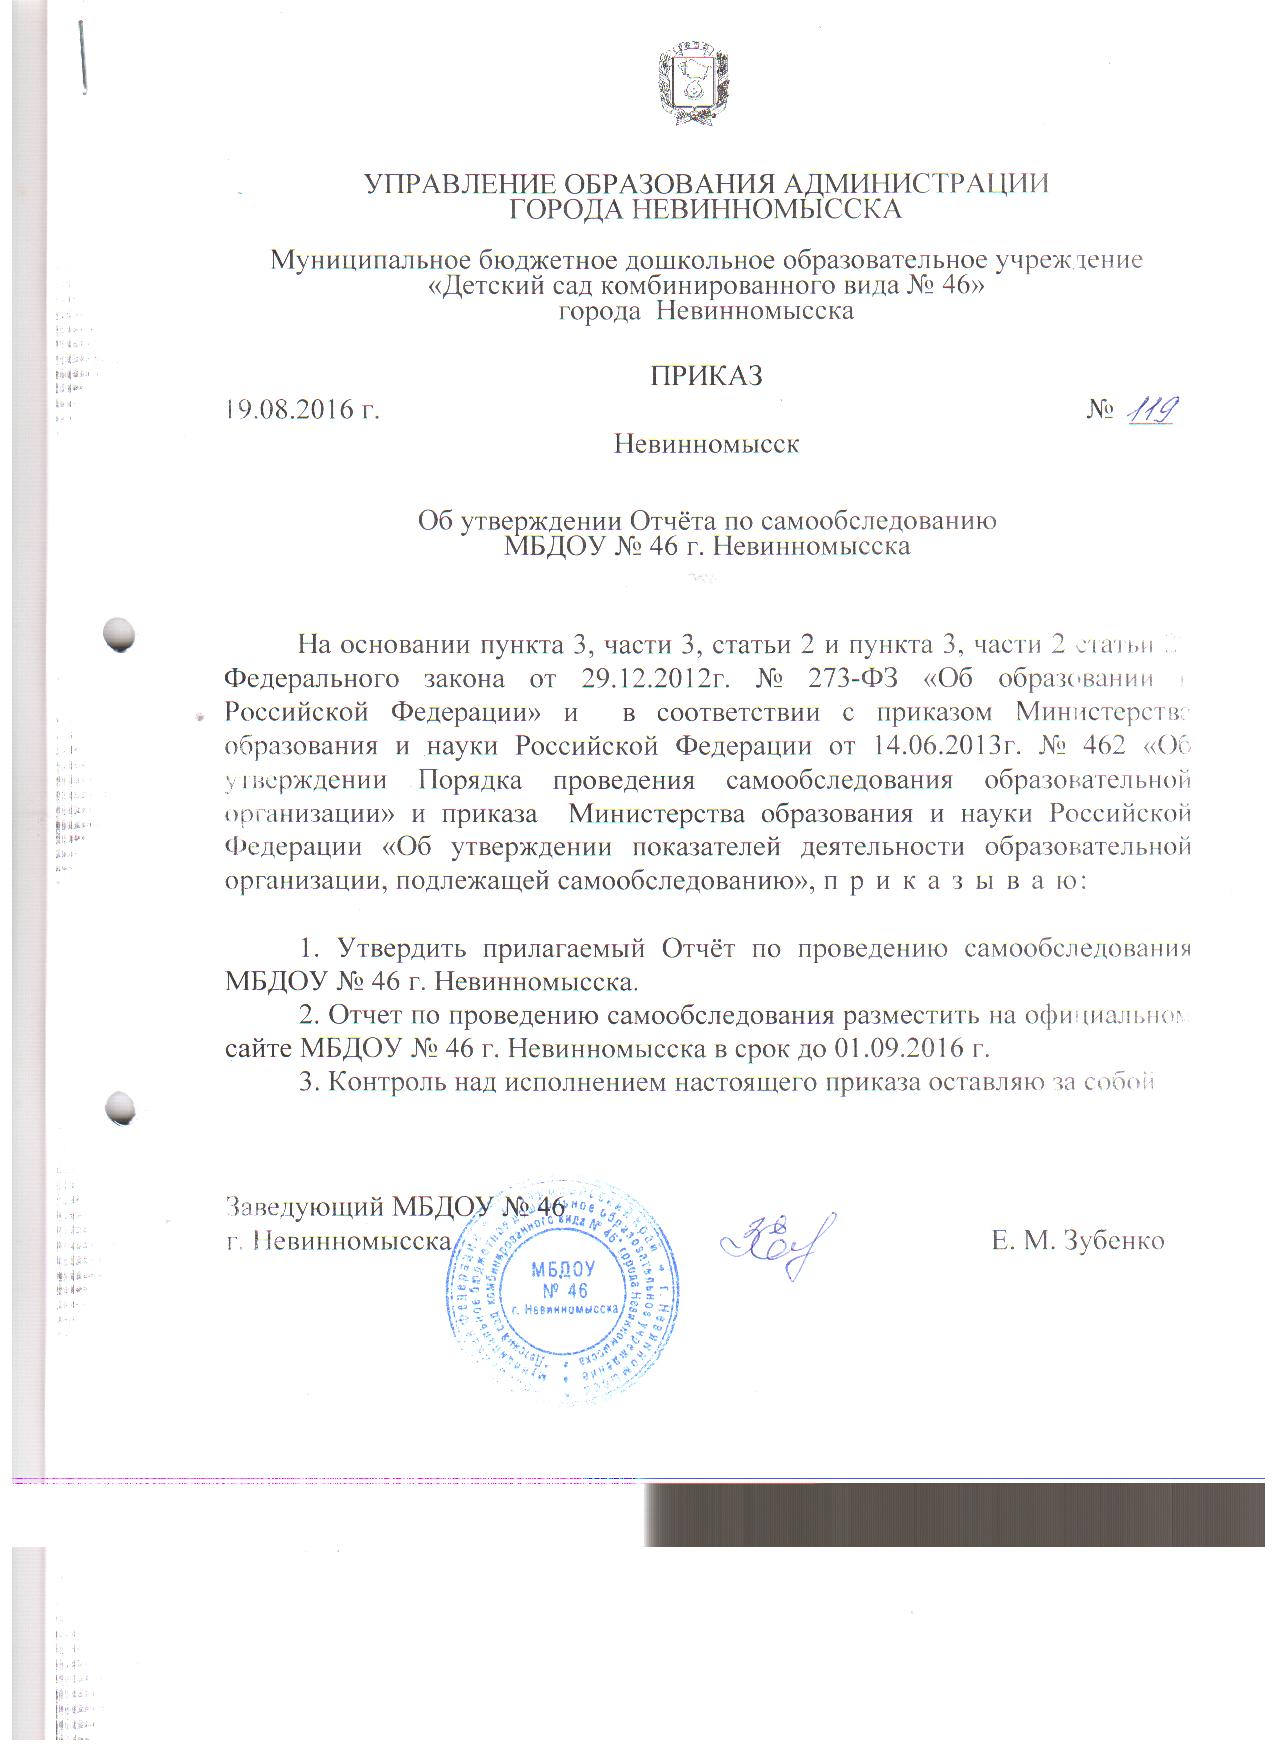 УПРАВЛЕНИЕ ОБРАЗОВАНИЯ АДМИНИСТРАЦИИ
ГОРОДА НЕВИННОМЫССКА
Муниципальное бюджетное дошкольное образовательное учреждение
«Детский сад комбинированного вида № 46»
города Невинномысска
ПРИКАЗ
19.08.2016 г. № 119
Невинномысск
Об утверждении Отчёта по самообследованию
МБДОУ № 46 г. Невинномысска
На основании пункта 3, части 3, статьи 2 и пункта 3, части 2 статьи
Федерального закона от 29.12.2012г. № 273-ФЗ «Об образовании
Российской Федерации» и в соответствии с приказом Министерства
образования и науки Российской Федерации от 14.06.2013г. № 462 «Об
утверждении Порядка проведения самообследования образовательной
организации» и приказа Министерства образования и науки Российской
Федерации «Об утверждении показателей деятельности образовательной
организации, подлежащей самообследованию», п р и к а з ы в а ю:
1. Утвердить прилагаемый Отчёт по проведению самообследования
МБДОУ № 46 г. Невинномысска.
2. Отчет по проведению самообследования разместить на официальном
сайте МБДОУ № 46 г. Невинномысска в срок до 01.09.2016 г.
3. Контроль над исполнением настоящего приказа оставляю за собой
Заведующий МБДОУ № 46
г. Невинномысска Е. М. Зубенко
МБДОУ
№ 46
г. Невинномысска